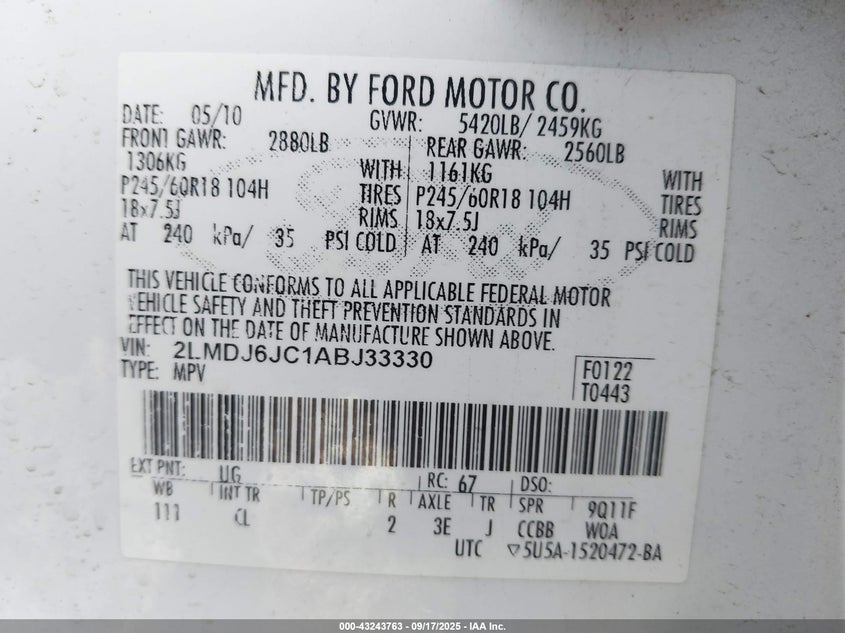 MFD. BY FORD MOTOR CO.
DATE: 05/10 GVWR: 5420LB/ 2459KG
FRONT GAWR: 2880LB REAR GAWR: 2560LB
1306KG WITH 1161KG WITH
P245/60R18 104H TIRES P245/60R18 104H TIRES
18x7.5J RIMS 18x7.5J RIMS
AT 240 kPa/ 35 PSI COLD AT 240 kPa/ 35 PSI COLD
THIS VEHICLE CONFORMS TO ALL APPLICABLE FEDERAL MOTOR
VEHICLE SAFETY AND THEFT PREVENTION STANDARDS IN
EFFECT ON THE DATE OF MANUFACTURE SHOWN ABOVE.
VIN: 2LMDJ6JC1ABJ33330
TYPE: MPV F0122
T0443
EXT PNT: UG RC: 67 DSO:
WB INT TR TP/PS R AXLE TR SPR 9Q11F
111 CL 2 3E J CCBB WOA
UTC ▽5U5A-1520472-BA
000-43243763 - 09/17/2025 - IAA Inc.